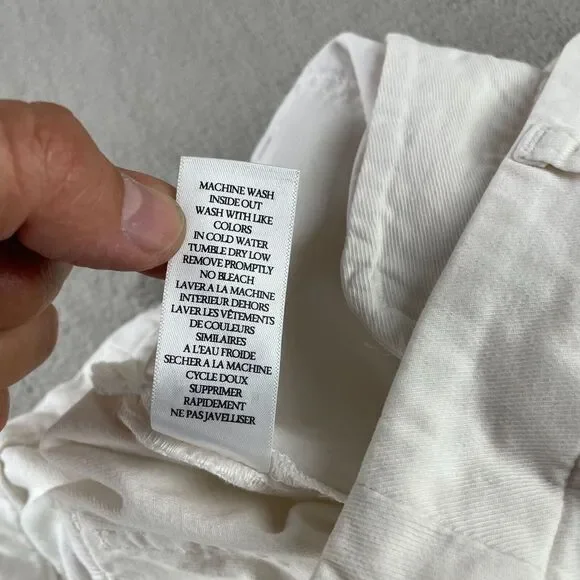 MACHINE WASH
INSIDE OUT
WASH WITH LIKE
COLORS
IN COLD WATER
TUMBLE DRY LOW
REMOVE PROMPTLY
NO BLEACH
LAVER A LA MACHINE
INTERIEUR DEHORS
LAVER LES VÊTEMENTS
DE COULEURS
SIMILAIRES
A L'EAU FROIDE
SECHER A LA MACHINE
CYCLE DOUX
SUPPRIMER
RAPIDEMENT
NE PAS JAVELLISER